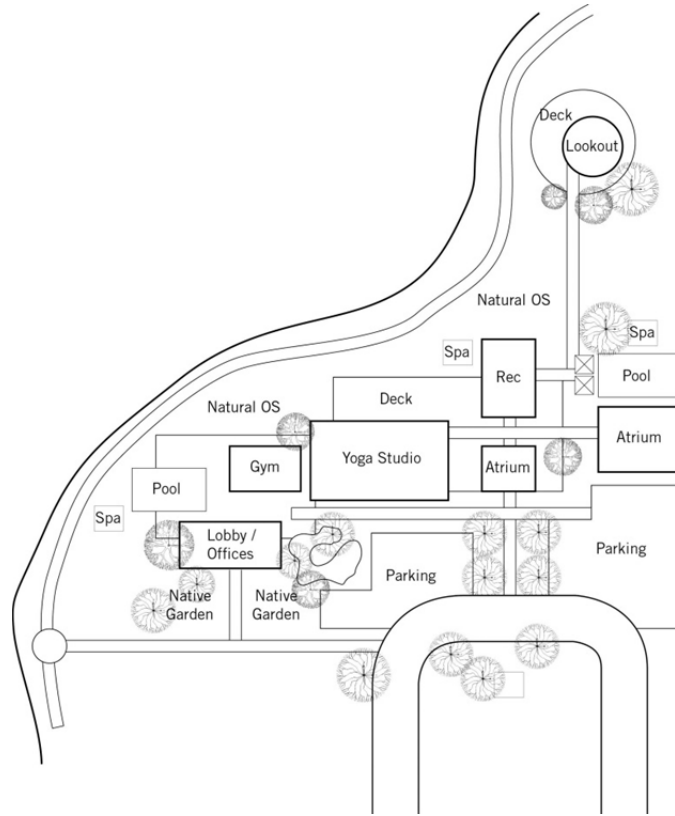 Deck
Lookout
Natural OS
Spa
Spa
Rec
Pool
Deck
Natural OS
Atrium
Yoga Studio
Gym
Atrium
Pool
Spa
Lobby /
Offices
Parking
Parking
Native
Garden
Native
Garden